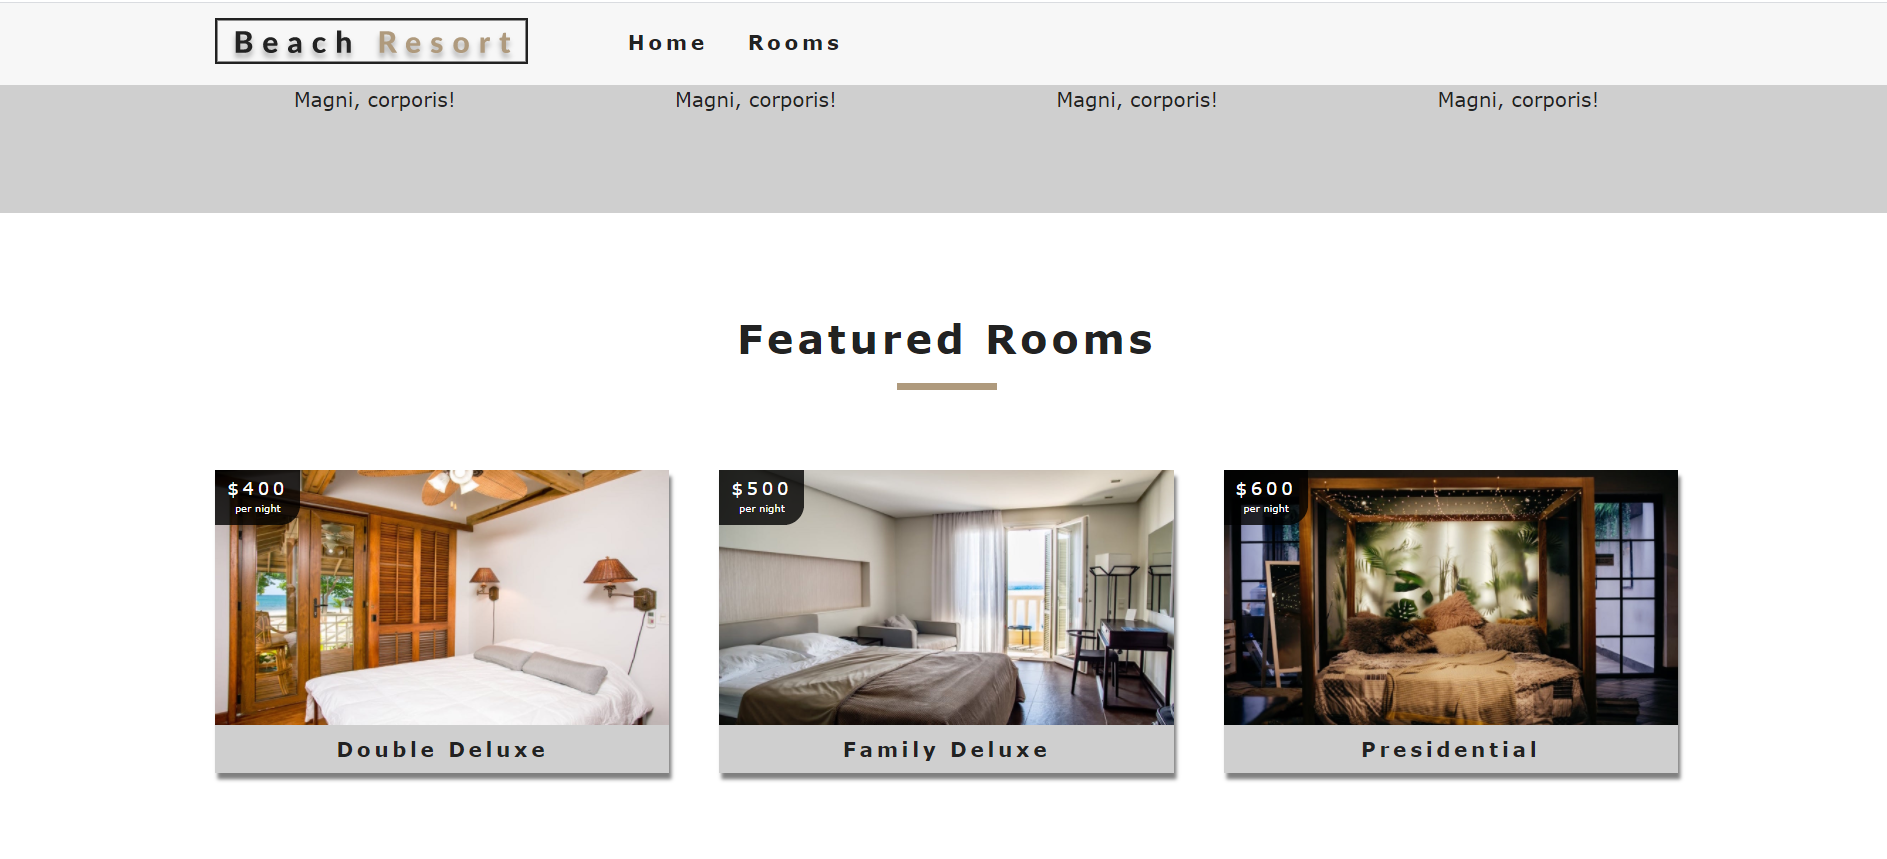 Beach Resort
Home Rooms
Magni, corporis! Magni, corporis! Magni, corporis! Magni, corporis!
Featured Rooms
$400
per night
$500
per night
$600
per night
Double Deluxe
Family Deluxe
Presidential